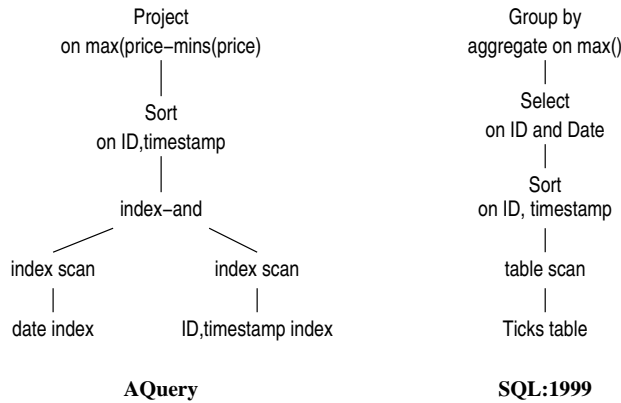 Project
on max(price−mins(price)
Sort
on ID,timestamp
index−and
index scan
index scan
date index
ID,timestamp index
AQuery
Group by
aggregate on max()
Select
on ID and Date
Sort
on ID, timestamp
table scan
Ticks table
SQL:1999